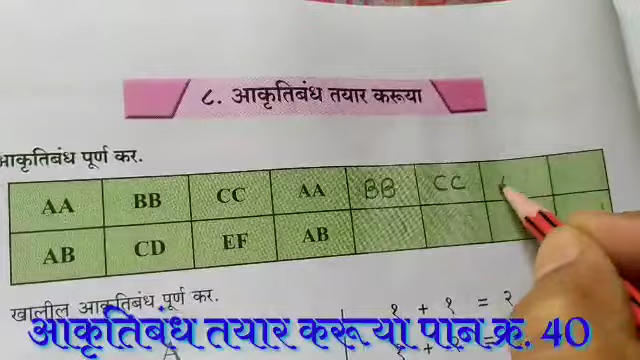 ८. आकृतिबंध तयार करूया
आकृतिबंध पूर्ण कर.
AA BB CC AA BB CC
AB CD EF AB
खालील आकृतिबंध पूर्ण कर.
१ + १ = २
आकृतिबंध तयार करूया पान क्र. 40